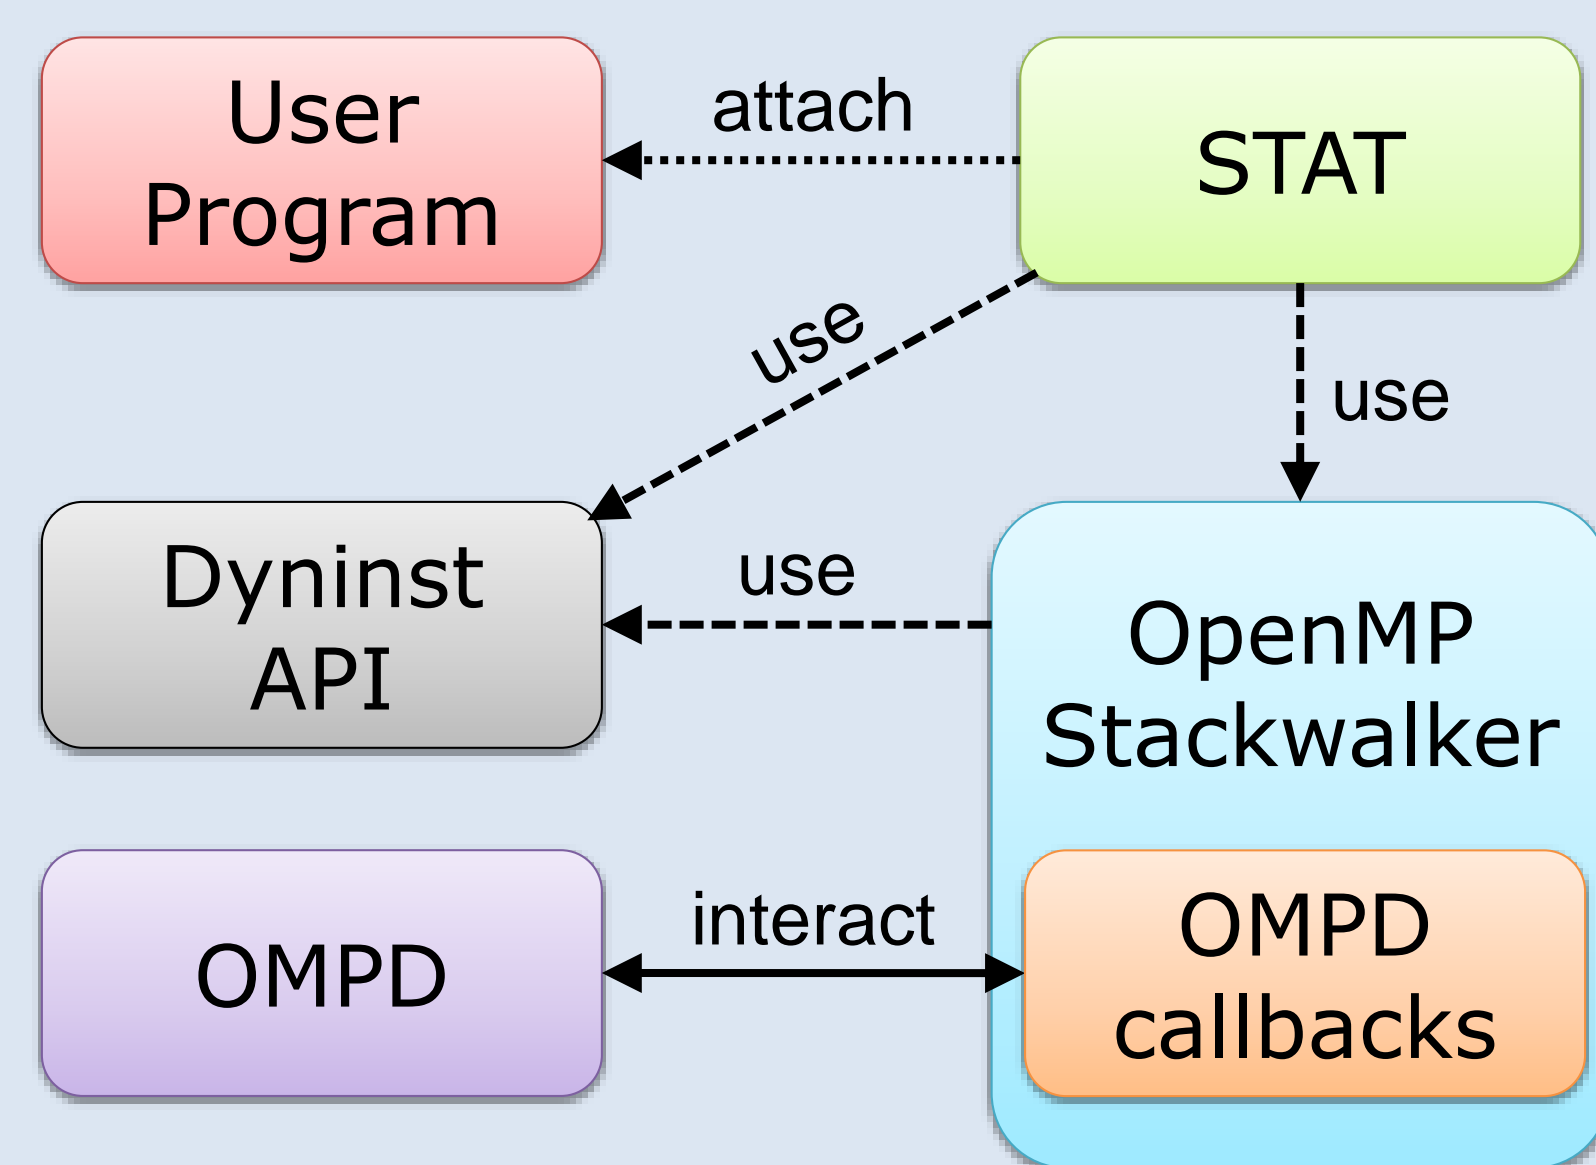 User
Program
attach
STAT
use
use
Dyninst
API
use
OpenMP
Stackwalker
OMPD
interact
OMPD
callbacks